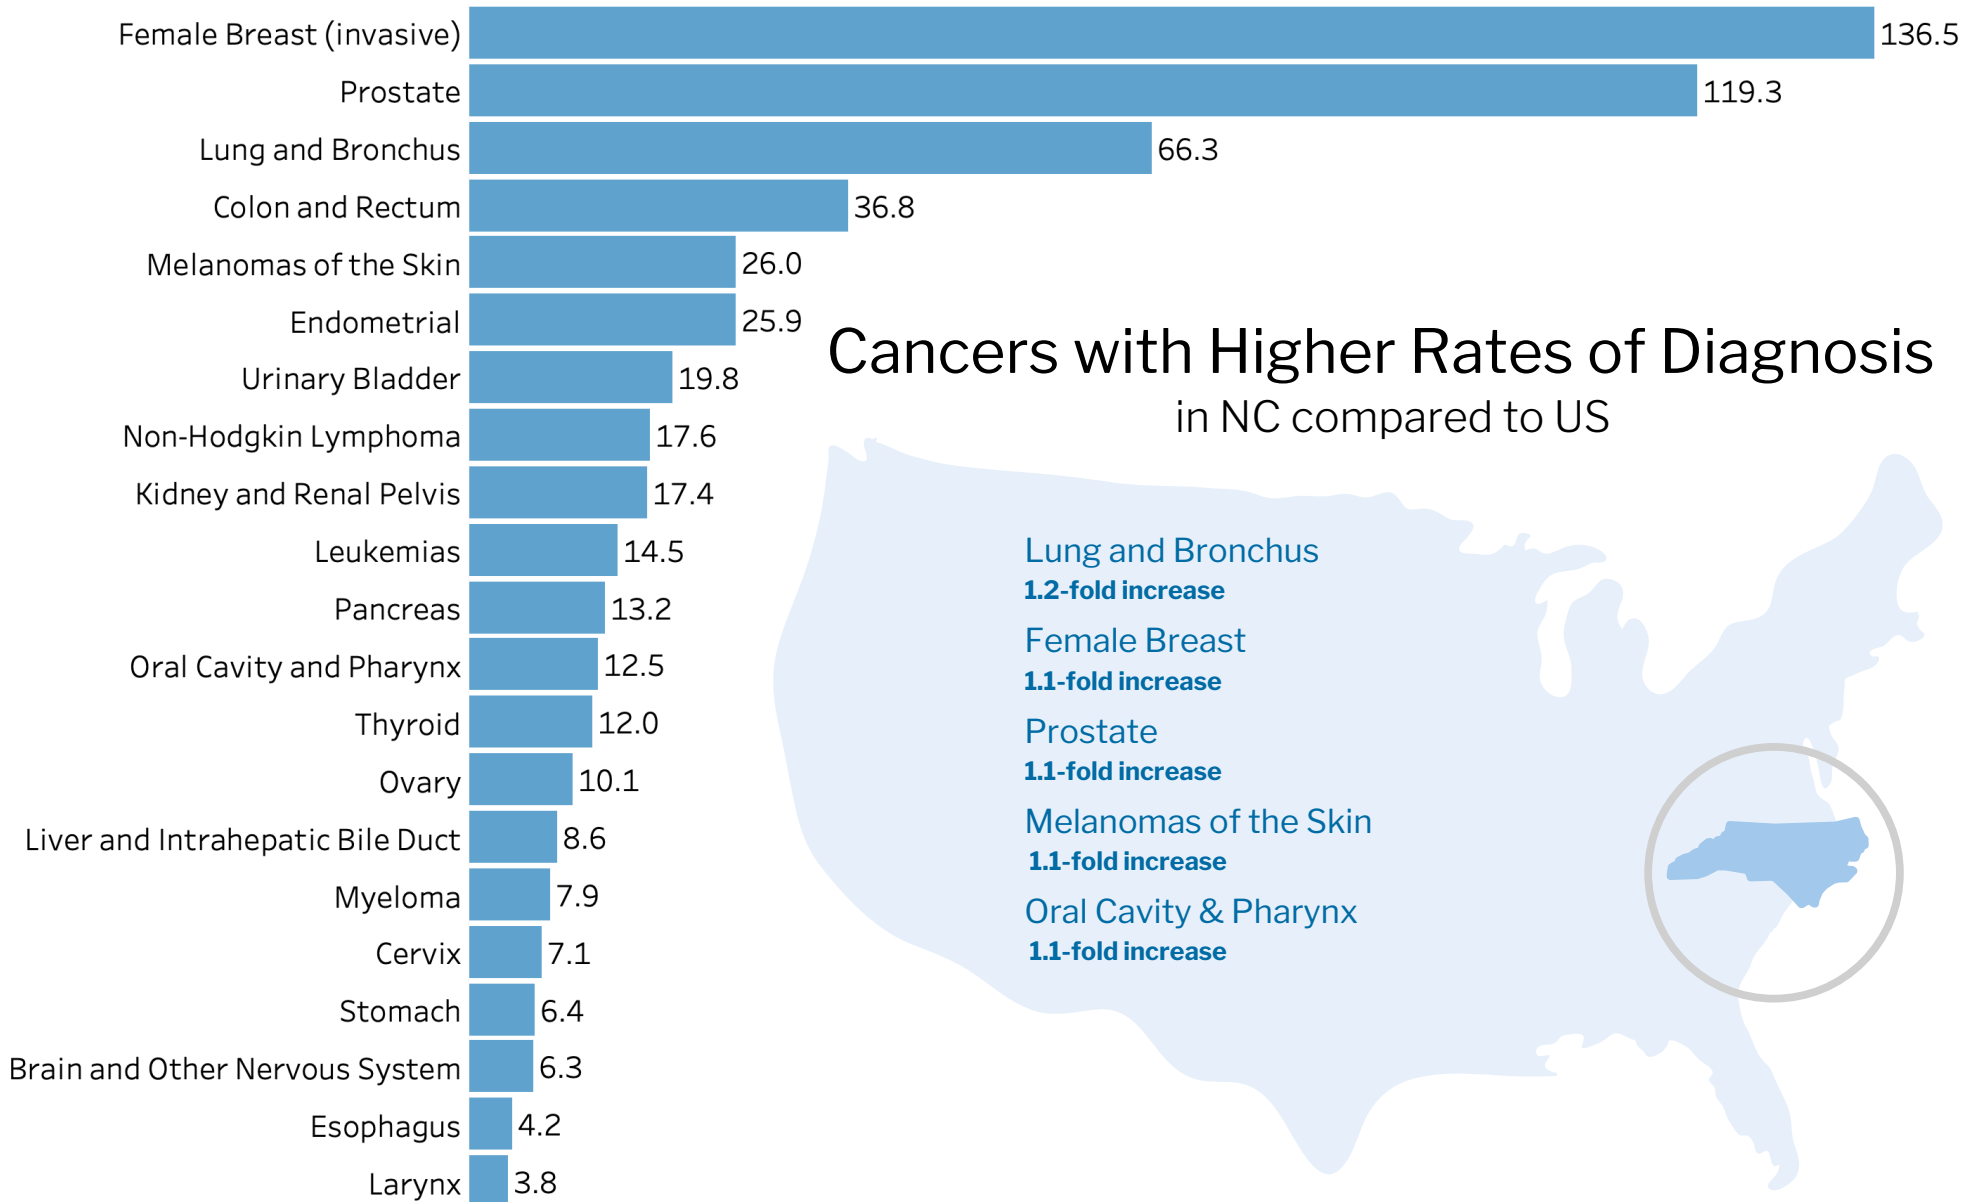 Female Breast (invasive) 136.5
Prostate 119.3
Lung and Bronchus 66.3
Colon and Rectum 36.8
Melanomas of the Skin 26.0
Endometrial 25.9
Urinary Bladder 19.8
Non-Hodgkin Lymphoma 17.6
Kidney and Renal Pelvis 17.4
Leukemias 14.5
Pancreas 13.2
Oral Cavity and Pharynx 12.5
Thyroid 12.0
Ovary 10.1
Liver and Intrahepatic Bile Duct 8.6
Myeloma 7.9
Cervix 7.1
Stomach 6.4
Brain and Other Nervous System 6.3
Esophagus 4.2
Larynx 3.8
Cancers with Higher Rates of Diagnosis
in NC compared to US
Lung and Bronchus
1.2-fold increase
Female Breast
1.1-fold increase
Prostate
1.1-fold increase
Melanomas of the Skin
1.1-fold increase
Oral Cavity & Pharynx
1.1-fold increase